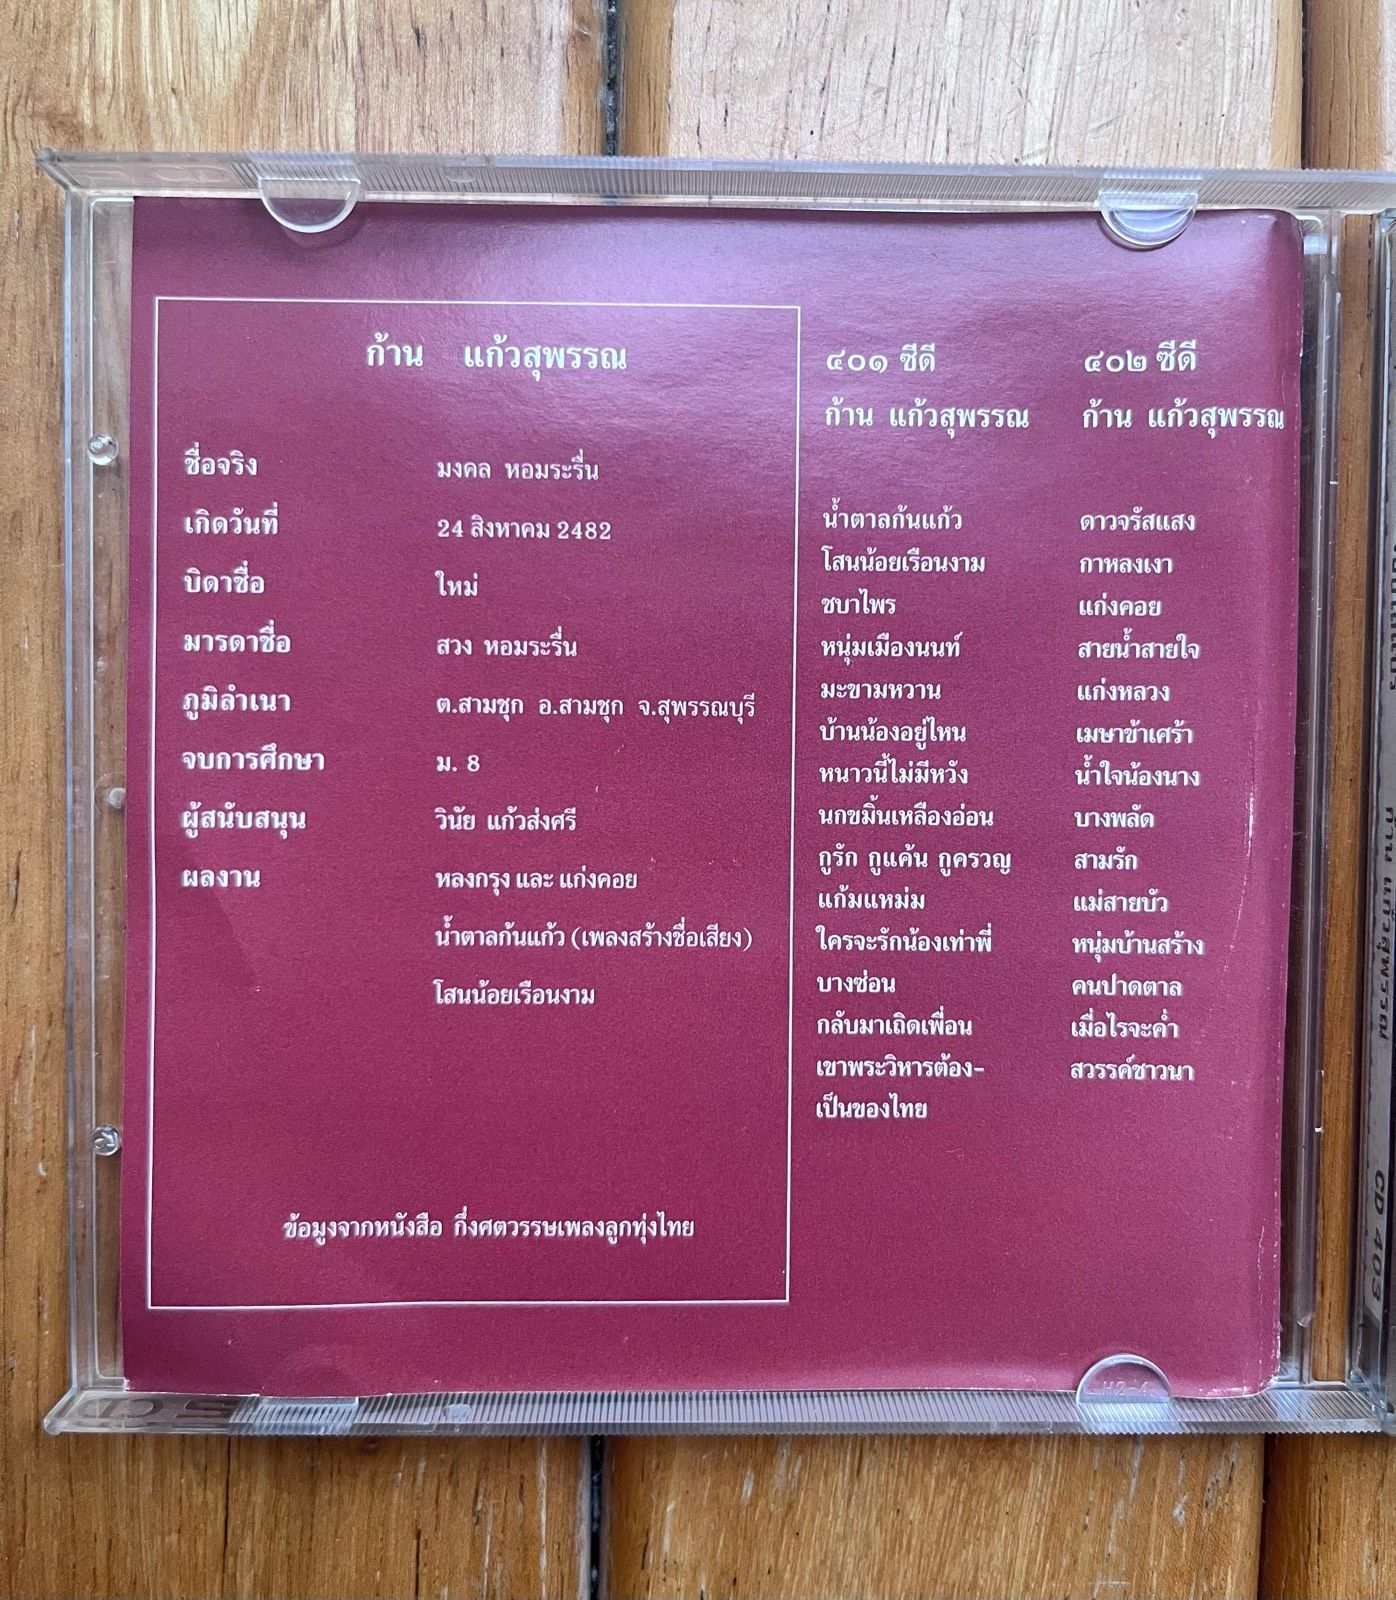 ก้าน แก้วสุพรรณ
ชื่อจริง มงคล หอมระรื่น
เกิดวันที่ 24 สิงหาคม 2482
บิดาชื่อ ใหม่
มารดาชื่อ สวง หอมระรื่น
ภูมิลำเนา ต.สามชุก อ.สามชุก จ.สุพรรณบุรี
จบการศึกษา ม. 8
ผู้สนับสนุน วินัย แก้วส่งศรี
ผลงาน หลงกรุง และ แก่งคอย
น้ำตาลก้นแก้ว (เพลงสร้างชื่อเสียง)
โสนน้อยเรือนงาม
ข้อมูงจากหนังสือ กึ่งศตวรรษเพลงลูกทุ่งไทย
๔๐๑ ซีดี
ก้าน แก้วสุพรรณ
น้ำตาลก้นแก้ว
โสนน้อยเรือนงาม
ชบาไพร
หนุ่มเมืองนนท์
มะขามหวาน
บ้านน้องอยู่ไหน
หนาวนี้ไม่มีหวัง
นกขมิ้นเหลืองอ่อน
กูรัก กูแค้น กูครวญ
แก้มแหม่ม
ใครจะรักน้องเท่าพี่
บางซ่อน
กลับมาเถิดเพื่อน
เขาพระวิหารต้อง-
เป็นของไทย
๔๐๒ ซีดี
ก้าน แก้วสุพรรณ
ดาวจรัสแสง
กาหลงเงา
แก่งคอย
สายน้ำสายใจ
แก่งหลวง
เมษาข้าเศร้า
น้ำใจน้องนาง
บางพลัด
สามรัก
แม่สายบัว
หนุ่มบ้านสร้าง
คนปาดตาล
เมื่อไรจะค่ำ
สวรรค์ชาวนา
ก้าน แก้วสุพรรณ
CD 403